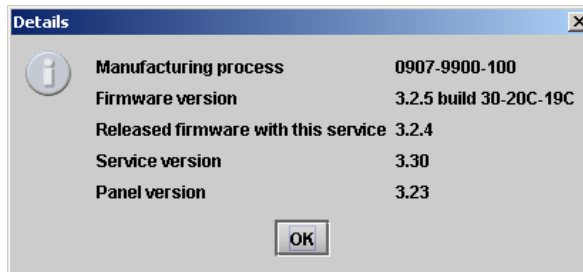 Details
Manufacturing process 0907-9900-100
Firmware version 3.2.5 build 30-20C-19C
Released firmware with this service 3.2.4
Service version 3.30
Panel version 3.23
OK